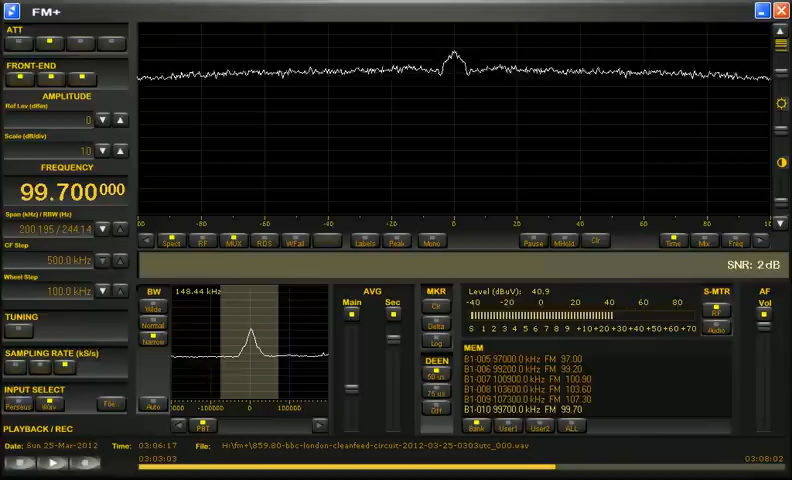 FM+
ATT
FRONT-END
AMPLITUDE
Ref.Lev (dBm)
0
Scale (dB/div)
10
FREQUENCY
99.700000
Span (kHz) / RBW (Hz)
200.195 / 244.14
CF Step
500.0 kHz
Wheel Step
100.0 kHz
TUNING
SAMPLING RATE (kS/s)
INPUT SELECT
Perseus Wav File
PLAYBACK / REC
-80 -60 -40 -20 0 20 40 60 80
Spect RF MUX RDS W/Fall Labels Peak Mono Pause MHold Clr Time Mix Freq
SNR: 2dB
BW
Wide
Normal
Narrow
Auto
148.44 kHz
-100000 0 100000
PBT
AVG
Main Sec
MKR
Clr
Delta
Log
DEEN
50 us
75 us
Off
Level (dBuV): 40.9
-40 -20 0 20 40 60 80
S 1 3 5 7 9 +10 +20 +30 +40 +50 +60 +70
S-MTR
RF
Audio
AF
Vol
MEM
B1-005 97000.0 kHz FM 97.00
B1-006 99200.0 kHz FM 99.20
B1-007 100900.0 kHz FM 100.90
B1-008 103600.0 kHz FM 103.60
B1-009 107300.0 kHz FM 107.30
B1-010 99700.0 kHz FM 99.70
Bank User1 User2 ALL
Date: Sun 25-Mar-2012 Time: 03:06:17 File: H:\fm+\859.80-bbc-london-cleanfeed-circuit-2012-03-25-0303utc_000.wav
03:03:03 03:08:02